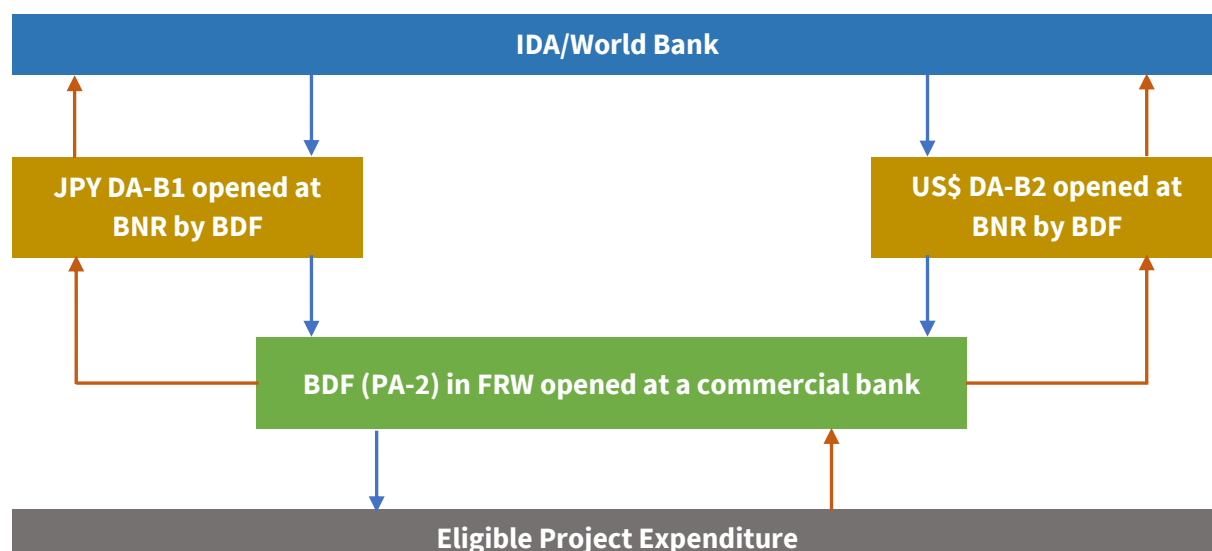 IDA/World Bank
JPY DA-B1 opened at
BNR by BDF
US$ DA-B2 opened at
BNR by BDF
BDF (PA-2) in FRW opened at a commercial bank
Eligible Project Expenditure